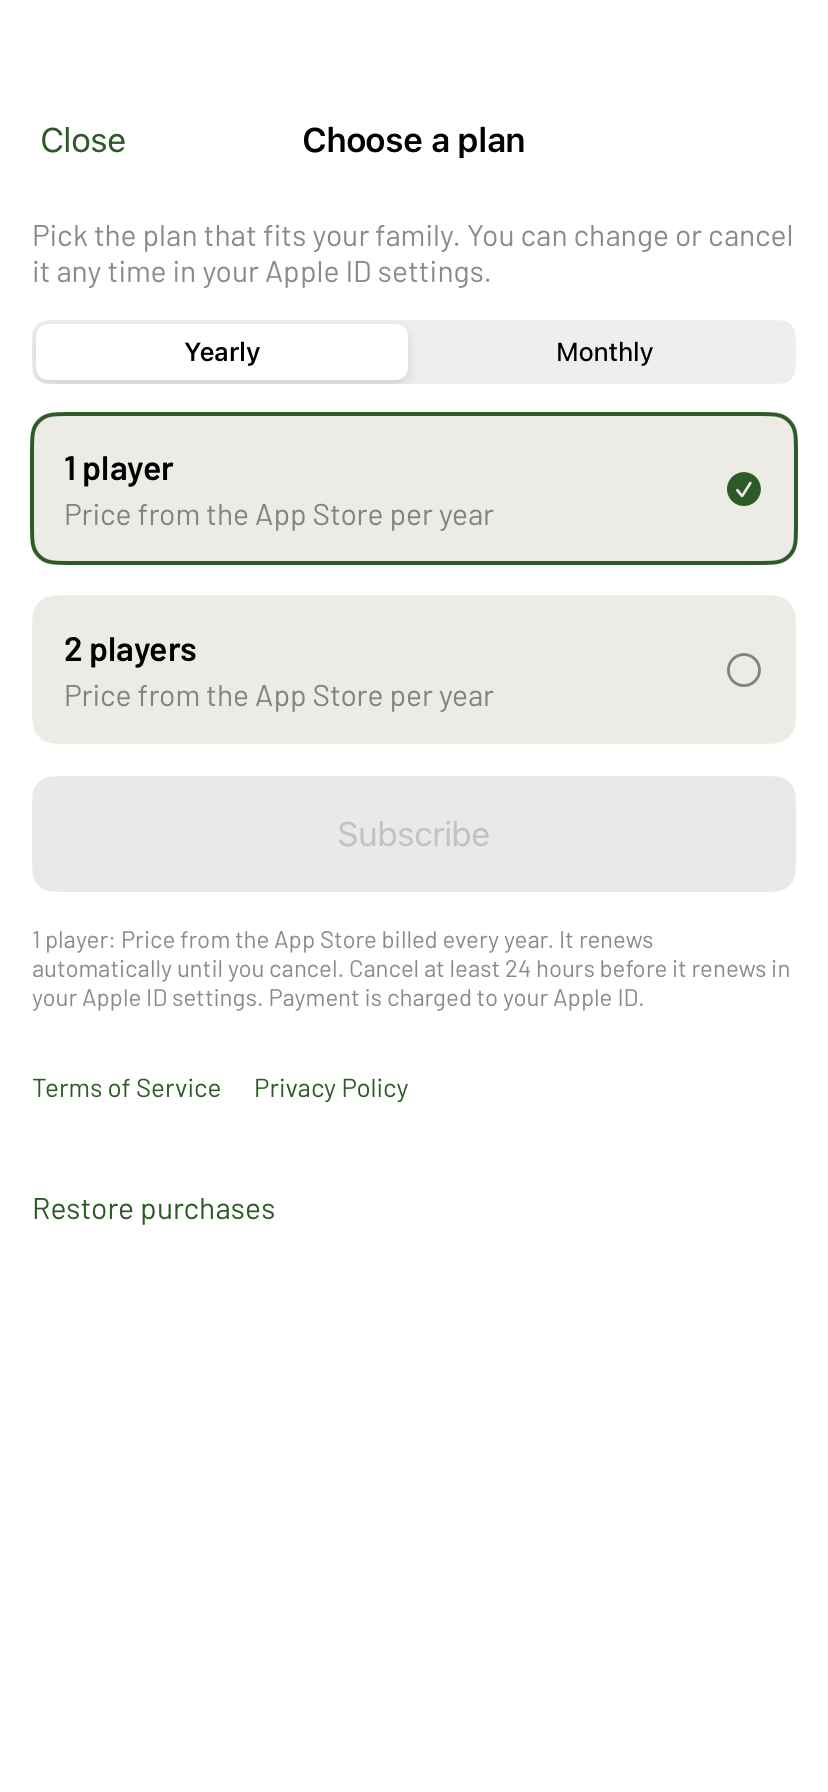 Close
Choose a plan
Pick the plan that fits your family. You can change or cancel
it any time in your Apple ID settings.
Yearly
Monthly
1 player
Price from the App Store per year
2 players
Price from the App Store per year
Subscribe
1 player: Price from the App Store billed every year. It renews
automatically until you cancel. Cancel at least 24 hours before it renews in
your Apple ID settings. Payment is charged to your Apple ID.
Terms of Service
Privacy Policy
Restore purchases